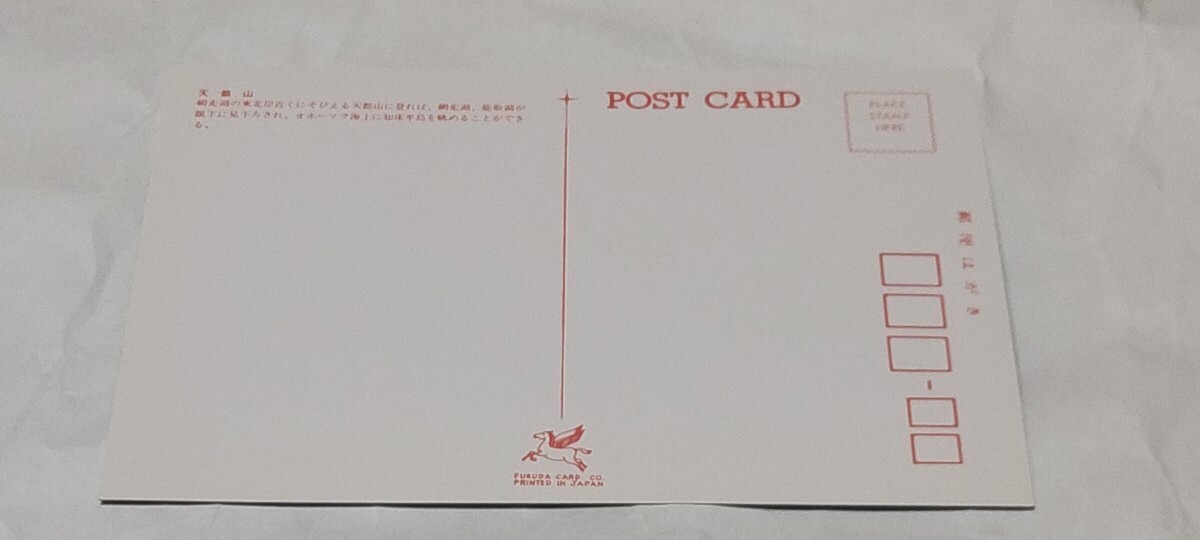 天都山
網走湖の東北岸近くにそびえる天都山に登れば、網走湖、能取湖が
眼下に見下ろされ、オホーツク海上に知床半島を眺めることができ
る。
POST CARD
PLACE
STAMP
HERE
郵便はがき
FUKUDA CARD CO.
PRINTED IN JAPAN